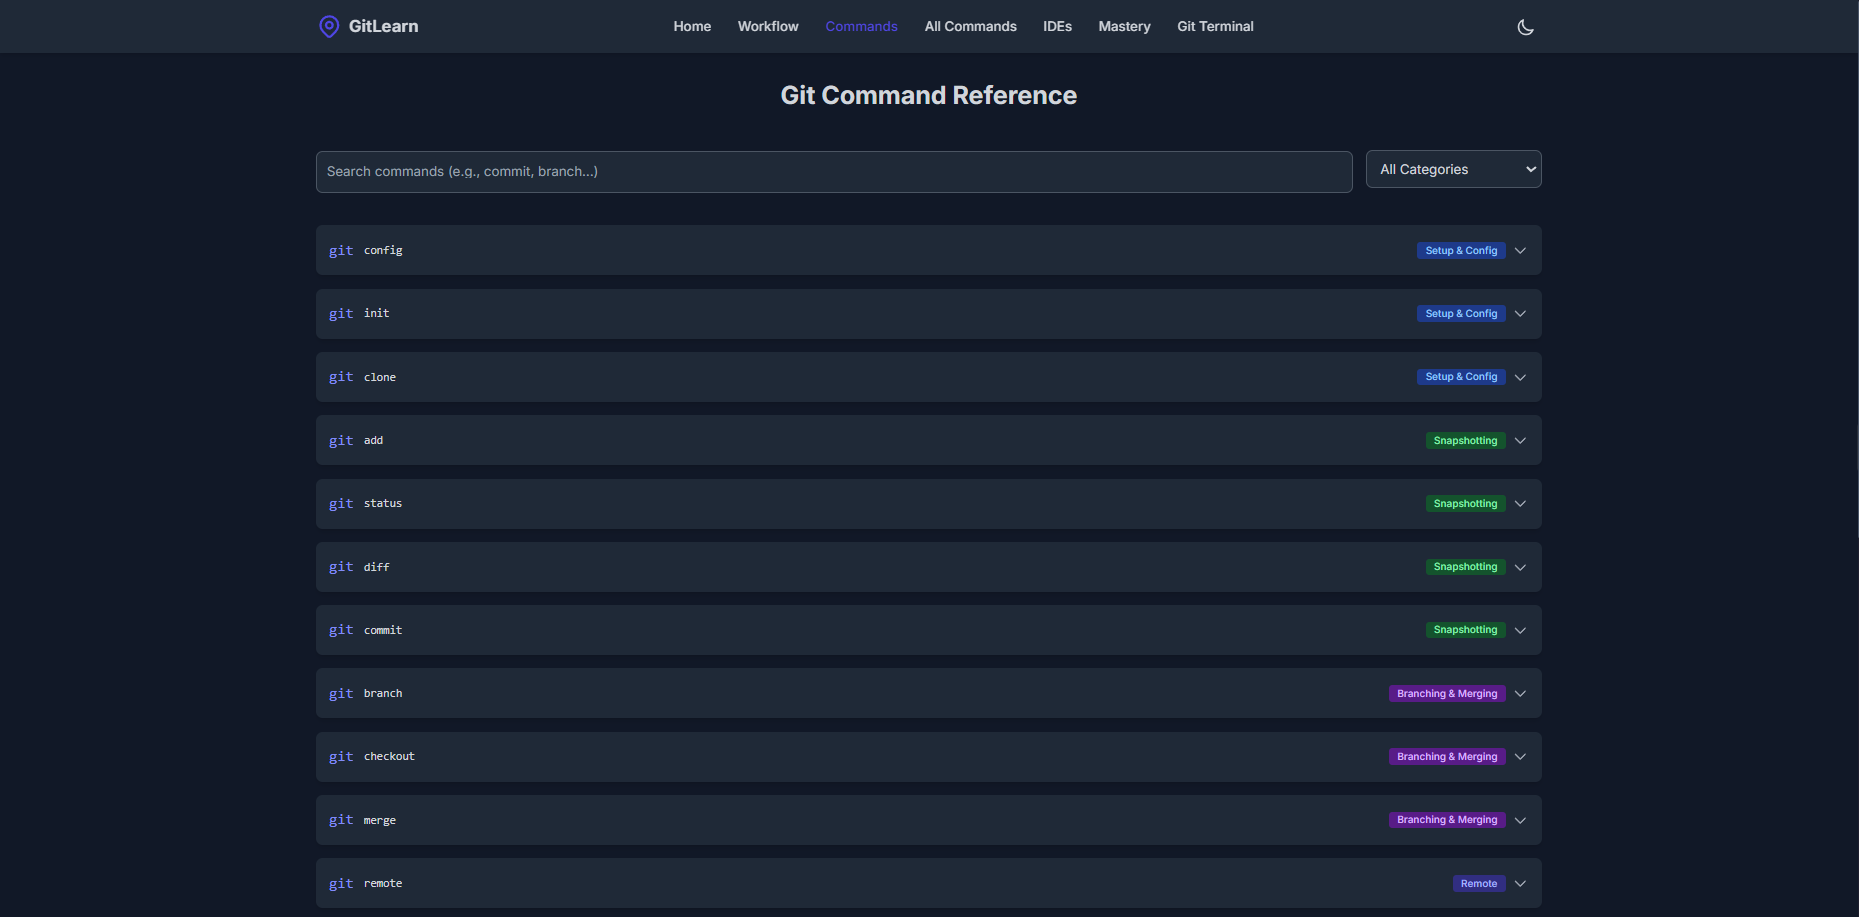 GitLearn Home Workflow Commands All Commands IDEs Mastery Git Terminal
Git Command Reference
Search commands (e.g., commit, branch...) All Categories
git config Setup & Config
git init Setup & Config
git clone Setup & Config
git add Snapshotting
git status Snapshotting
git diff Snapshotting
git commit Snapshotting
git branch Branching & Merging
git checkout Branching & Merging
git merge Branching & Merging
git remote Remote